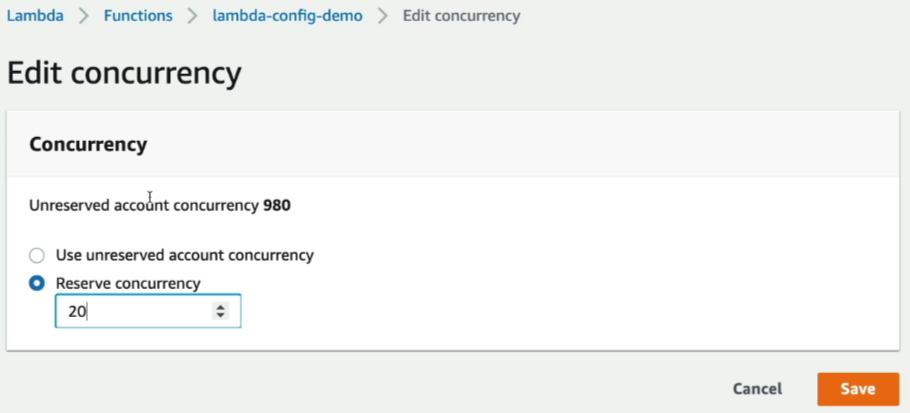 Lambda > Functions > lambda-config-demo > Edit concurrency
Edit concurrency
Concurrency
Unreserved account concurrency 980
Use unreserved account concurrency
Reserve concurrency
20
Cancel Save